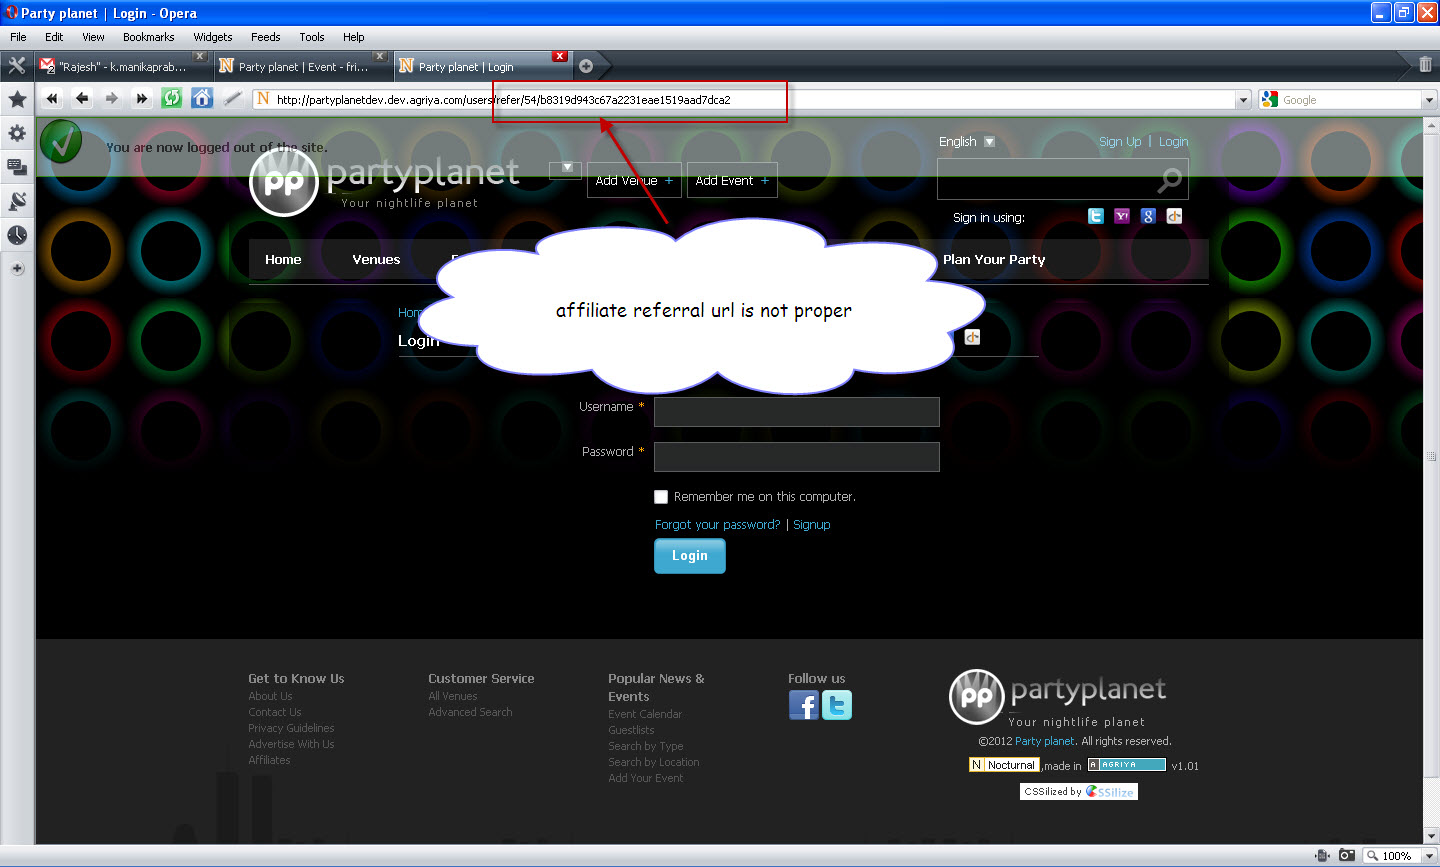 Party planet | Login - Opera
File Edit View Bookmarks Widgets Feeds Tools Help
"Rajesh" - k.manikaprab... Party planet | Event - fri... Party planet | Login
http://partyplanetdev.dev.agriya.com/users/refer/54/b8319d943c67a2231eae1519aad7dca2 Google
You are now logged out of the site.
English Sign Up | Login
pp partyplanet
Your nightlife planet
Add Venue + Add Event +
Sign in using:
Home Venues Plan Your Party
affiliate referral url is not proper
Login
Username *
Password *
Remember me on this computer.
Forgot your password? | Signup
Login
Get to Know Us
About Us
Contact Us
Privacy Guidelines
Advertise With Us
Affiliates
Customer Service
All Venues
Advanced Search
Popular News &
Events
Event Calendar
Guestlists
Search by Type
Search by Location
Add Your Event
Follow us
pp partyplanet
Your nightlife planet
©2012 Party planet. All rights reserved.
N Nocturnal ,made in A AGRIYA v1.01
CSSilized by CSSilize
100%